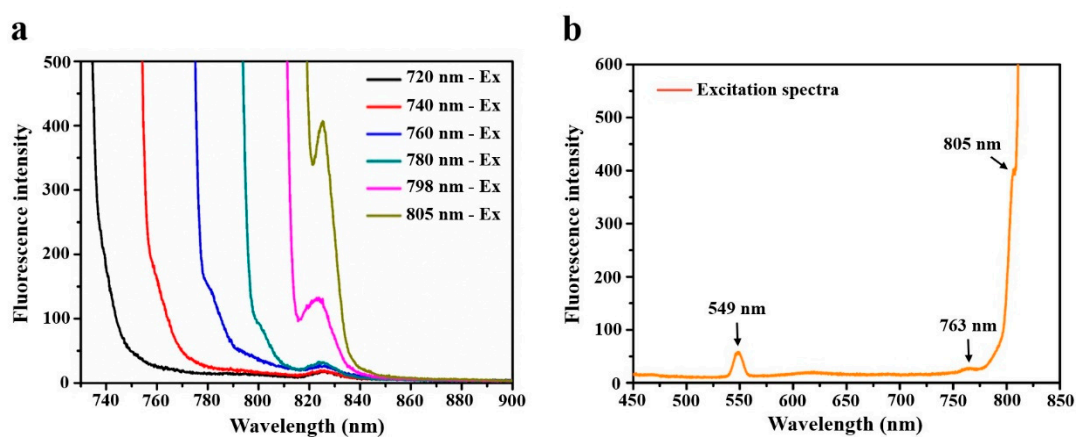 a
500
400
300
200
100
0
Fluorescence intensity
740 760 780 800 820 840 860 880 900
Wavelength (nm)
720 nm - Ex
740 nm - Ex
760 nm - Ex
780 nm - Ex
798 nm - Ex
805 nm - Ex
b
600
500
400
300
200
100
0
Fluorescence intensity
450 500 550 600 650 700 750 800 850
Wavelength (nm)
Excitation spectra
805 nm
549 nm
763 nm